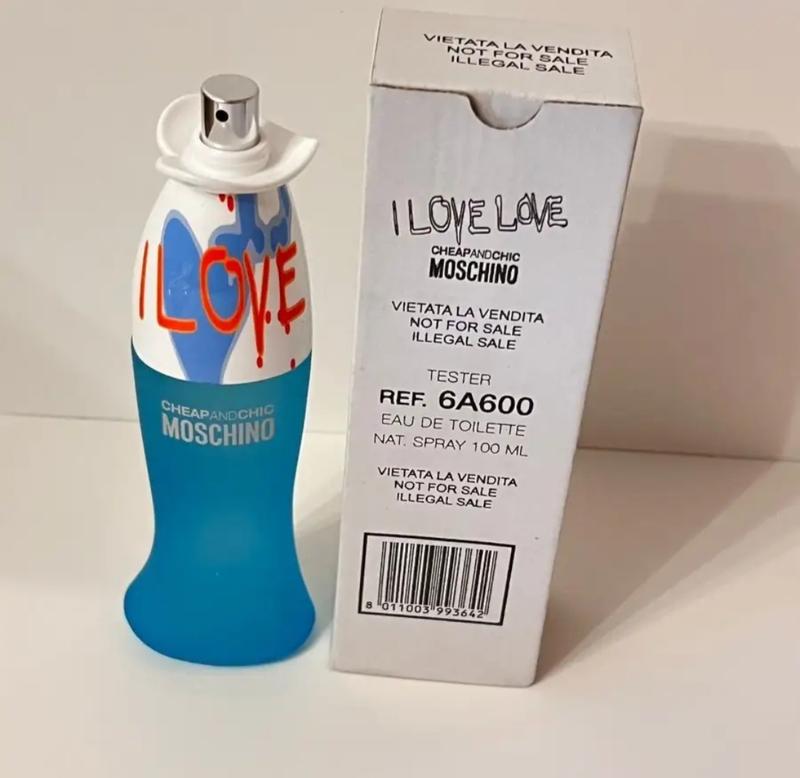 I LOVE
CHEAPANDCHIC
MOSCHINO
VIETATA LA VENDITA
NOT FOR SALE
ILLEGAL SALE
I LOVE LOVE
CHEAPANDCHIC
MOSCHINO
VIETATA LA VENDITA
NOT FOR SALE
ILLEGAL SALE
TESTER
REF. 6A600
EAU DE TOILETTE
NAT. SPRAY 100 ML
VIETATA LA VENDITA
NOT FOR SALE
ILLEGAL SALE
8 011003 993642